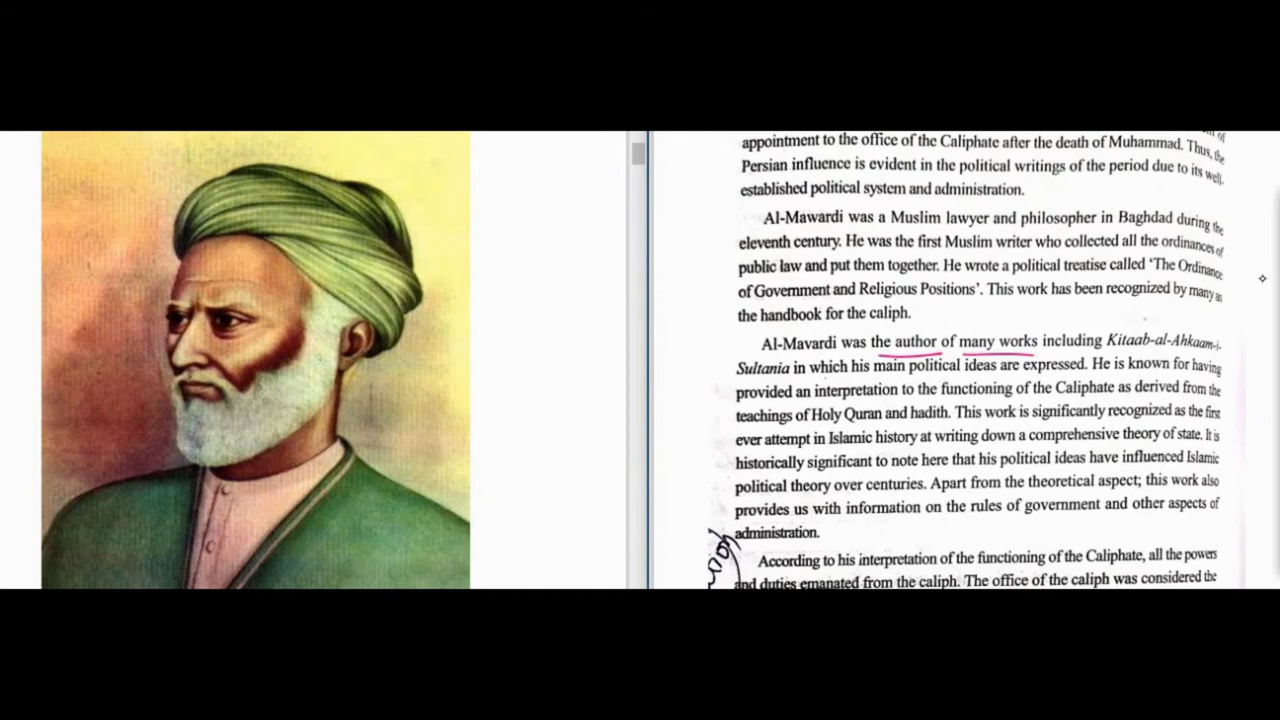 appointment to the office of the Caliphate after the death of Muhammad. Thus, the
Persian influence is evident in the political writings of the period due to its well-
established political system and administration.
Al-Mawardi was a Muslim lawyer and philosopher in Baghdad during the
eleventh century. He was the first Muslim writer who collected all the ordinances of
public law and put them together. He wrote a political treatise called 'The Ordinance
of Government and Religious Positions'. This work has been recognized by many as
the handbook for the caliph.
Al-Mavardi was the author of many works including Kitaab-al-Ahkaam-i-
Sultania in which his main political ideas are expressed. He is known for having
provided an interpretation to the functioning of the Caliphate as derived from the
teachings of Holy Quran and hadith. This work is significantly recognized as the first
ever attempt in Islamic history at writing down a comprehensive theory of state. It is
historically significant to note here that his political ideas have influenced Islamic
political theory over centuries. Apart from the theoretical aspect; this work also
provides us with information on the rules of government and other aspects of
administration.
According to his interpretation of the functioning of the Caliphate, all the powers
and duties emanated from the caliph. The office of the caliph was considered the